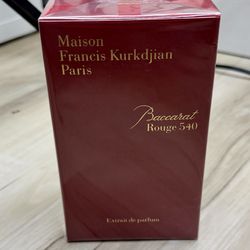 Maison
Francis Kurkdjian
Paris
Baccarat
Rouge 540
Extrait de parfum